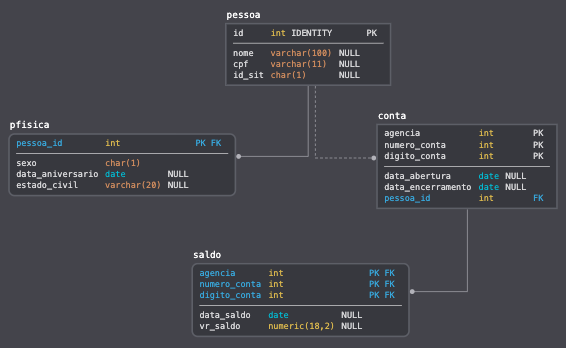 pessoa
id int IDENTITY PK
nome varchar(100) NULL
cpf varchar(11) NULL
id_sit char(1) NULL
pfisica
pessoa_id int PK FK
sexo char(1)
data_aniversario date NULL
estado_civil varchar(20) NULL
conta
agencia int PK
numero_conta int PK
digito_conta int PK
data_abertura date NULL
data_encerramento date NULL
pessoa_id int FK
saldo
agencia int PK FK
numero_conta int PK FK
digito_conta int PK FK
data_saldo date NULL
vr_saldo numeric(18,2) NULL